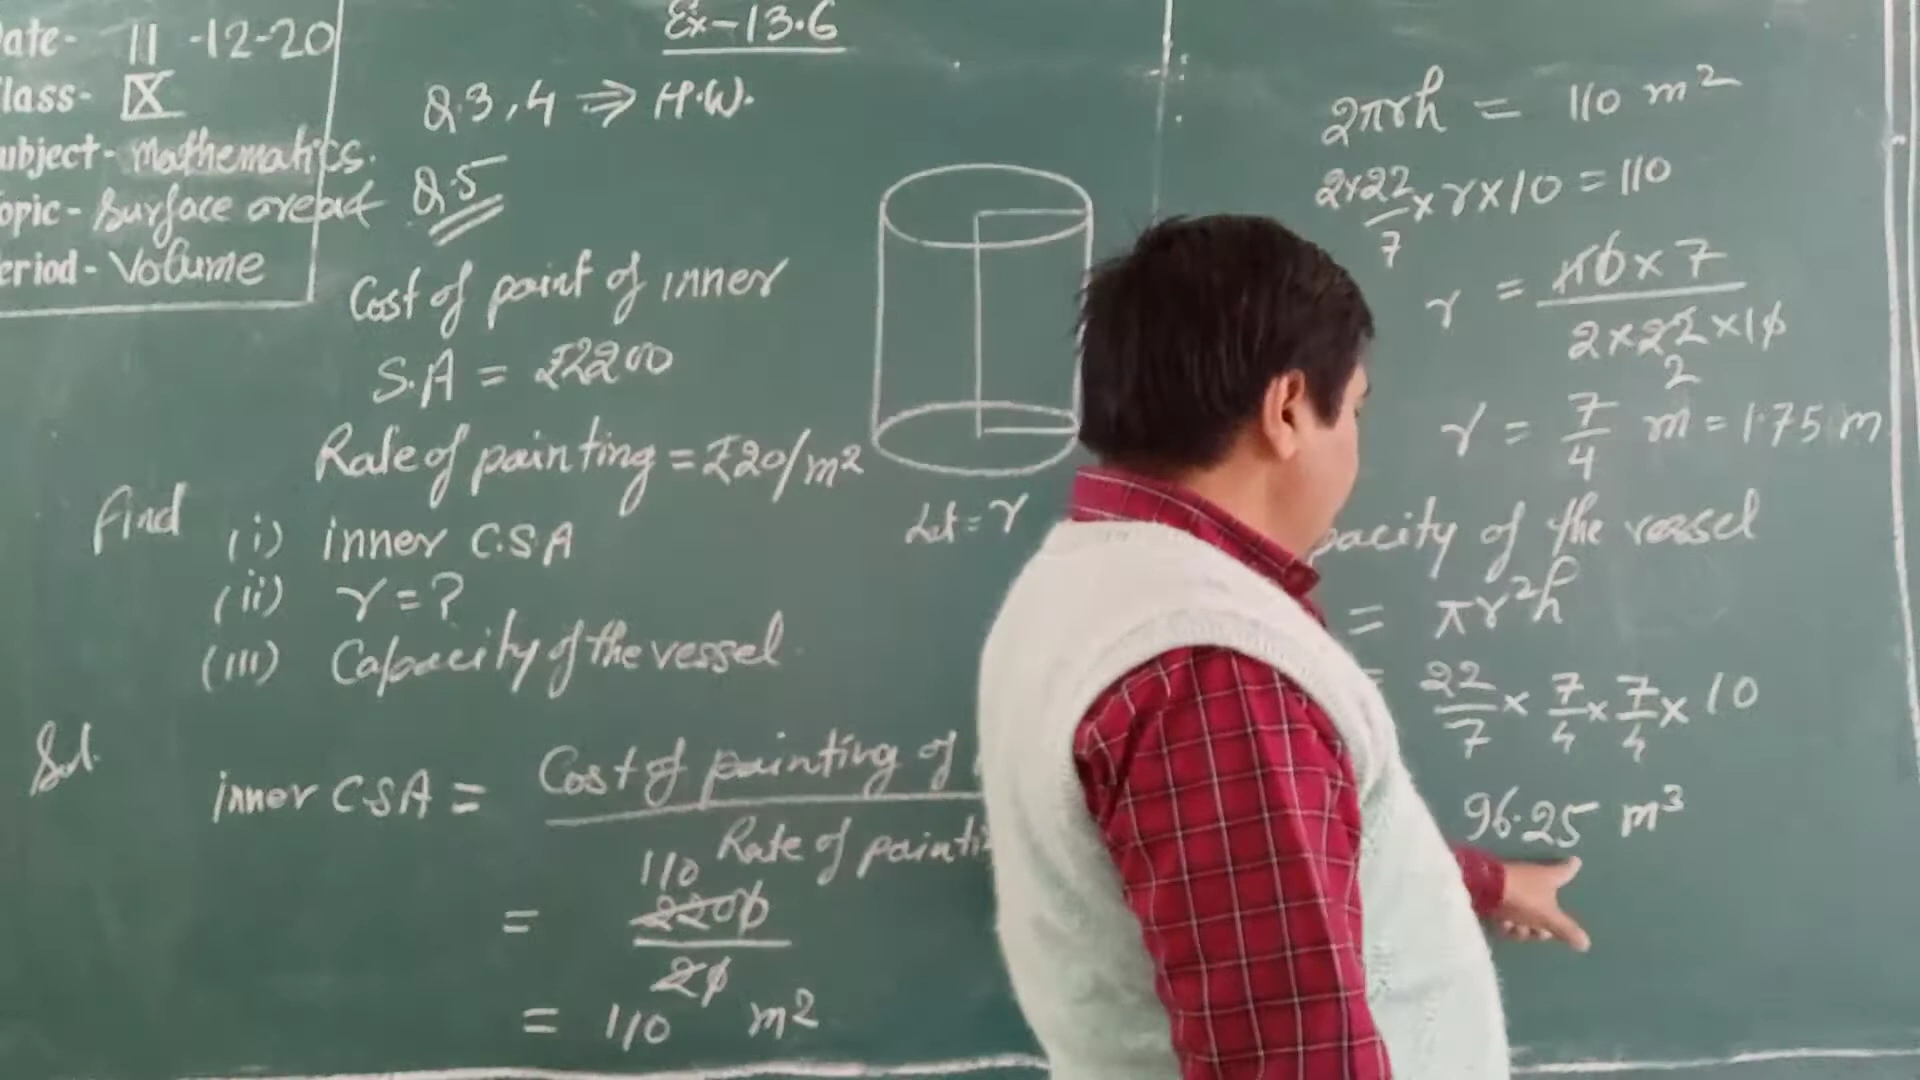 ate- 11 -12-20
lass- IX
ubject- Mathematics.
opic- Surface area &
eriod- Volume
Ex-13.6
Q.3,4 ⇒ H.W.
Q.5
Cost of paint of inner
S.A = ₹2200
Rate of painting = ₹20/m²
find (i) inner C.S.A
(ii) r = ?
(iii) Capacity of the vessel
Sol.
inner CSA = Cost of painting of
Rate of painti
110
= 2200
20
= 110 m²
Let = r
2πrh = 110 m²
2×22/7 × r × 10 = 110
r = 110 × 7
2×22×10
2
r = 7/4 m = 1.75 m
pacity of the vessel
= πr²h
= 22/7 × 7/4 × 7/4 × 10
96.25 m³